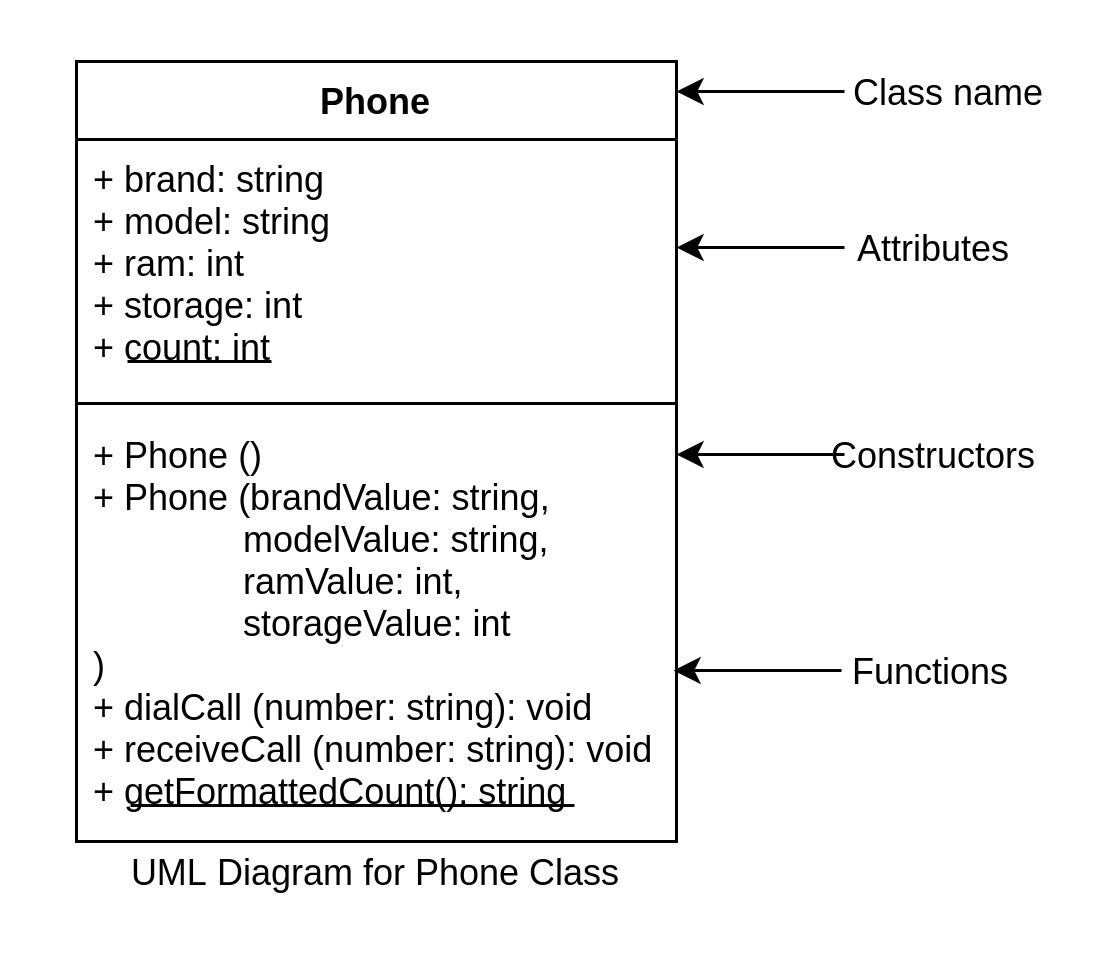 Phone
Class name
+ brand: string
+ model: string
+ ram: int
+ storage: int
+ count: int
Attributes
+ Phone ()
+ Phone (brandValue: string,
modelValue: string,
ramValue: int,
storageValue: int
)
+ dialCall (number: string): void
+ receiveCall (number: string): void
+ getFormattedCount(): string
Constructors
Functions
UML Diagram for Phone Class